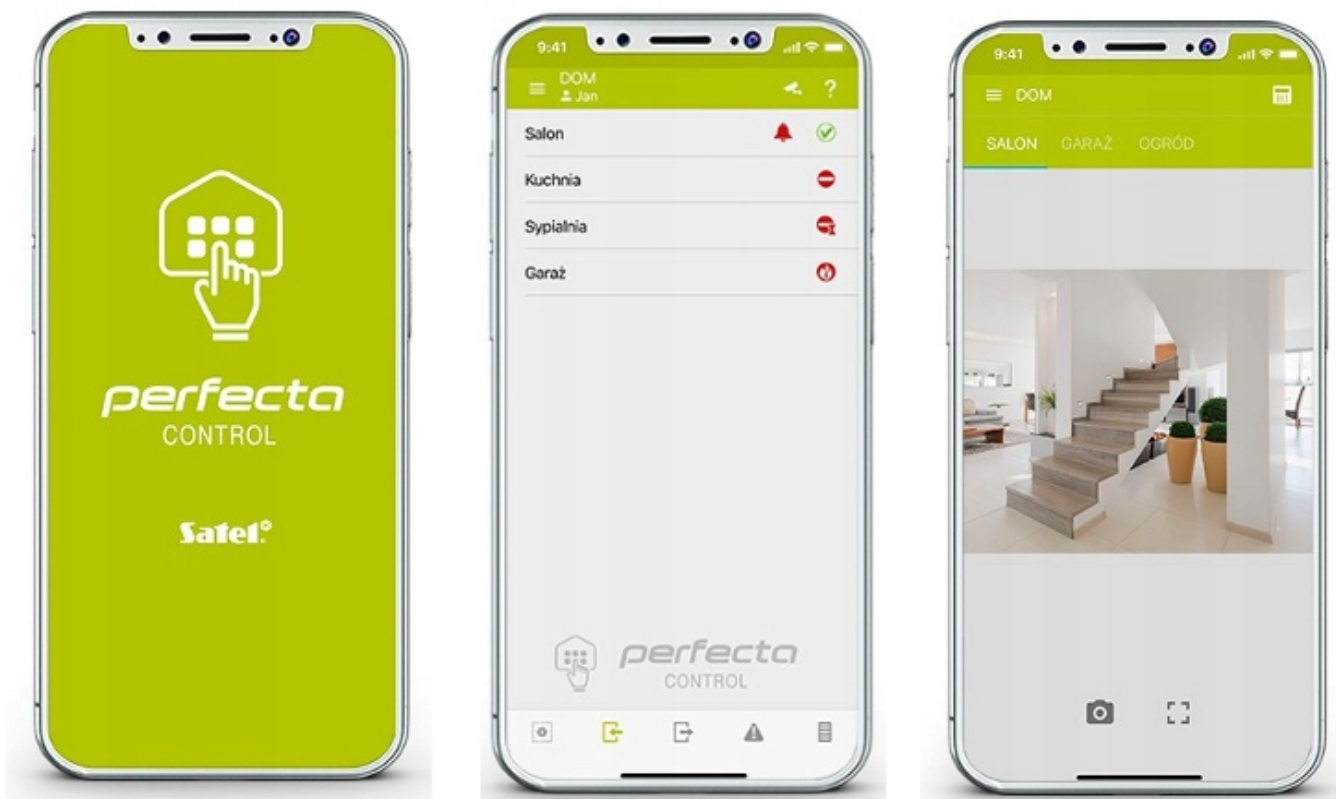 perfecta
CONTROL
Satel®
9:41
DOM
Jan
?
Salon
Kuchnia
Sypialnia
Garaż
perfecta
CONTROL
9:41
DOM
SALON GARAŻ OGRÓD